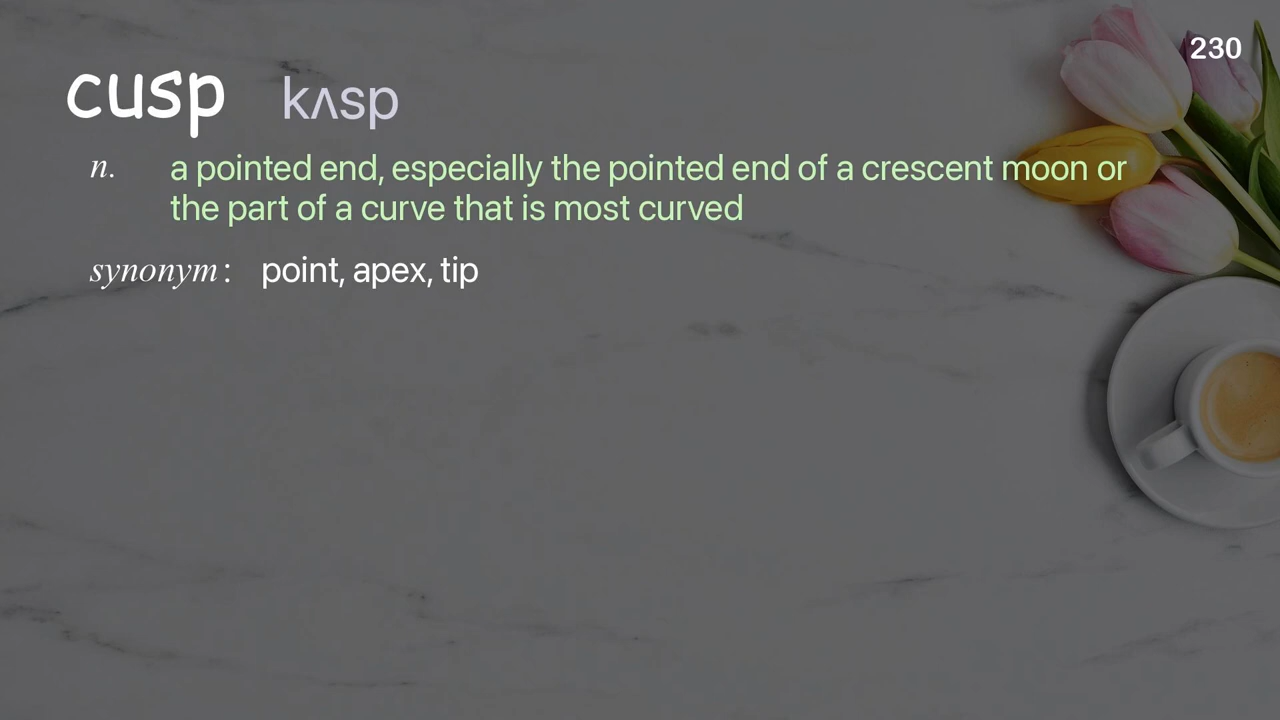 230
cusp kʌsp
n. a pointed end, especially the pointed end of a crescent moon or
the part of a curve that is most curved
synonym: point, apex, tip